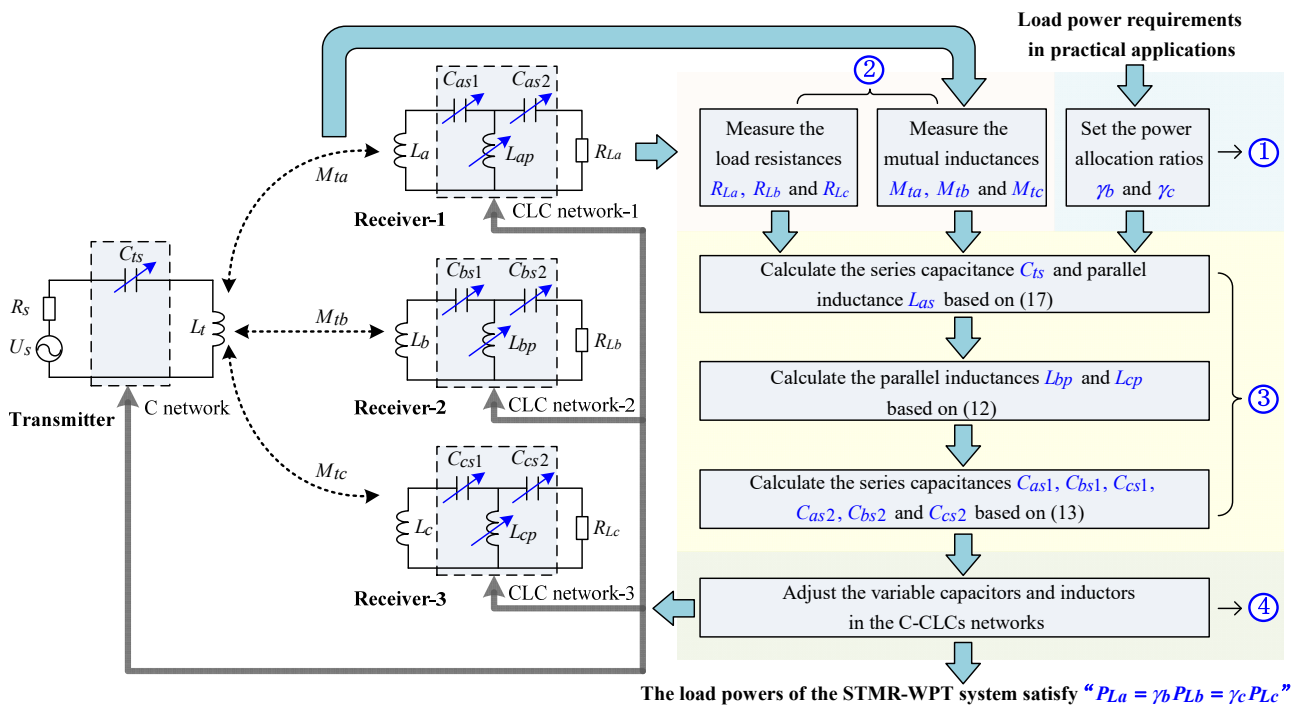 Load power requirements
in practical applications
②
①
Measure the
load resistances
RLa, RLb and RLc
Measure the
mutual inductances
Mta, Mtb and Mtc
Set the power
allocation ratios
γb and γc
Calculate the series capacitance Cts and parallel
inductance Las based on (17)
Calculate the parallel inductances Lbp and Lcp
based on (12)
③
Calculate the series capacitances Cas1, Cbs1, Ccs1,
Cas2, Cbs2 and Ccs2 based on (13)
Adjust the variable capacitors and inductors
in the C-CLCs networks
④
The load powers of the STMR-WPT system satisfy “PLa = γbPLb = γcPLc”
Cas1
Cas2
La
Lap
RLa
Mta
Receiver-1
CLC network-1
Cts
Rs
Us
Lt
Transmitter
C network
Mtb
Cbs1
Cbs2
Lb
Lbp
RLb
Receiver-2
CLC network-2
Mtc
Ccs1
Ccs2
Lc
Lcp
RLc
Receiver-3
CLC network-3